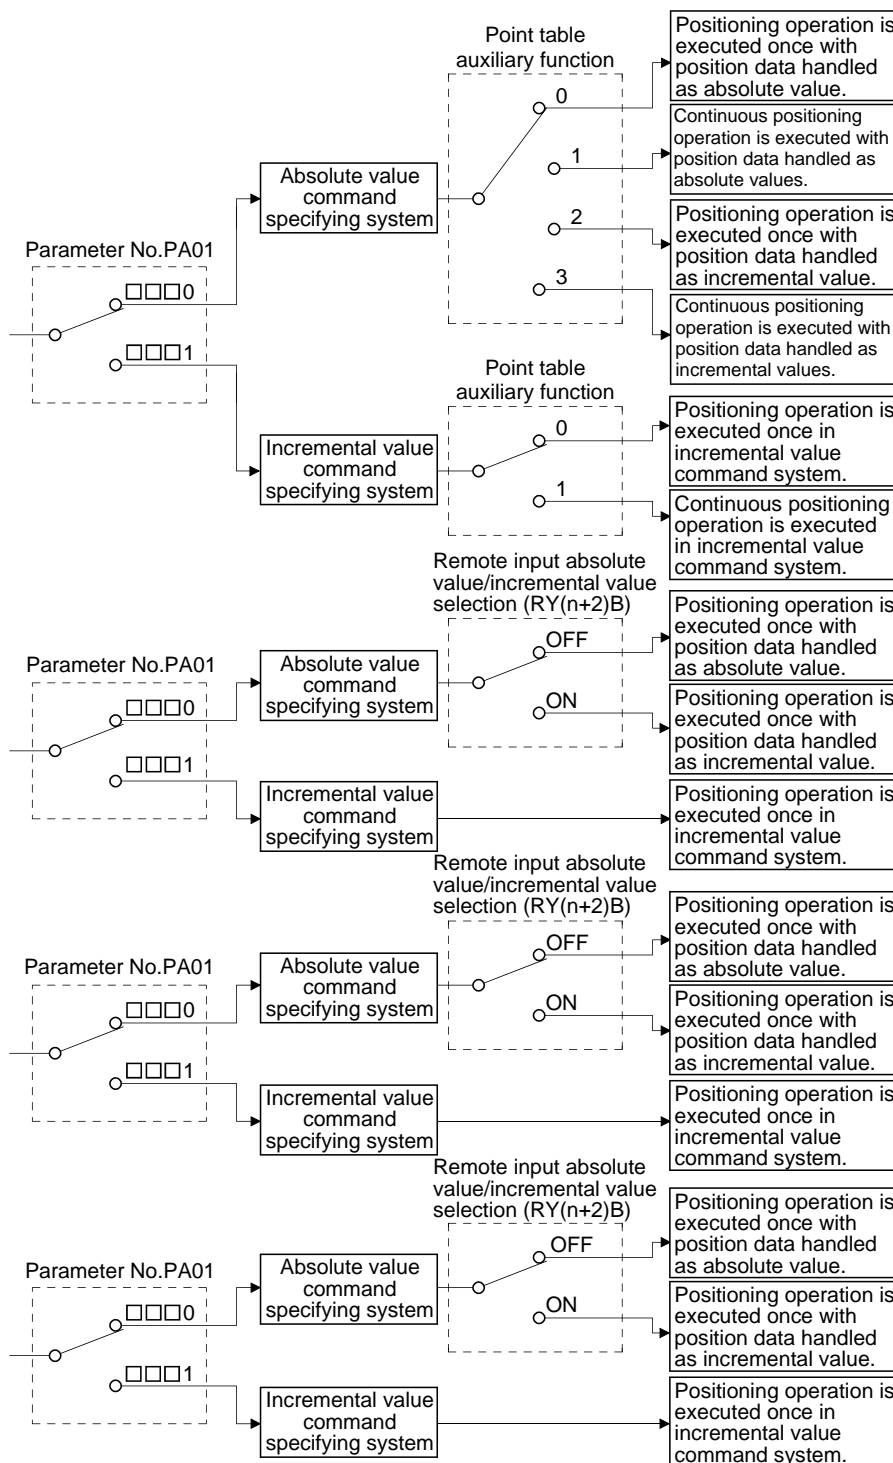 Point table
auxiliary function
Positioning operation is
executed once with
position data handled
as absolute value.
0
Continuous positioning
operation is executed with
position data handled as
absolute values.
1
Absolute value
command
specifying system
2
Positioning operation is
executed once with
position data handled
as incremental value.
Parameter No.PA01
□□□0
3
Continuous positioning
operation is executed with
position data handled as
incremental values.
□□□1
Point table
auxiliary function
0
Positioning operation is
executed once in
incremental value
command system.
Incremental value
command
specifying system
1
Continuous positioning
operation is executed
in incremental value
command system.
Remote input absolute
value/incremental value
selection (RY(n+2)B)
OFF
Positioning operation is
executed once with
position data handled
as absolute value.
Parameter No.PA01
□□□0
Absolute value
command
specifying system
ON
Positioning operation is
executed once with
position data handled
as incremental value.
□□□1
Incremental value
command
specifying system
Positioning operation is
executed once in
incremental value
command system.
Remote input absolute
value/incremental value
selection (RY(n+2)B)
OFF
Positioning operation is
executed once with
position data handled
as absolute value.
Parameter No.PA01
□□□0
Absolute value
command
specifying system
ON
Positioning operation is
executed once with
position data handled
as incremental value.
□□□1
Incremental value
command
specifying system
Positioning operation is
executed once in
incremental value
command system.
Remote input absolute
value/incremental value
selection (RY(n+2)B)
OFF
Positioning operation is
executed once with
position data handled
as absolute value.
Parameter No.PA01
□□□0
Absolute value
command
specifying system
ON
Positioning operation is
executed once with
position data handled
as incremental value.
□□□1
Incremental value
command
specifying system
Positioning operation is
executed once in
incremental value
command system.